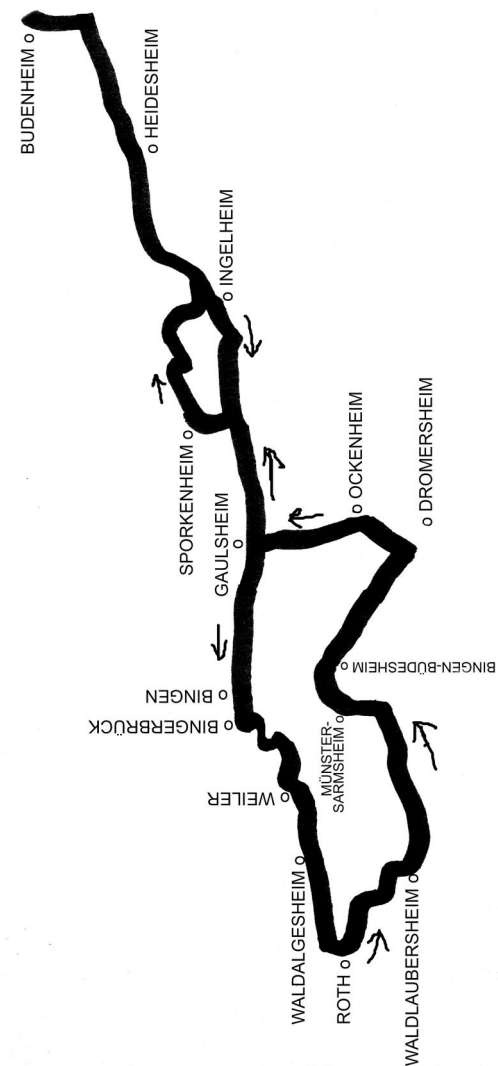 BUDENHEIM
HEIDESHEIM
INGELHEIM
SPORKENHEIM
GAULSHEIM
OCKENHEIM
DROMERSHEIM
BINGEN
BINGERBRÜCK
BINGEN-BÜDESHEIM
MÜNSTER-
SARMSHEIM
WEILER
WALDALGESHEIM
ROTH
WALDLAUBERSHEIM